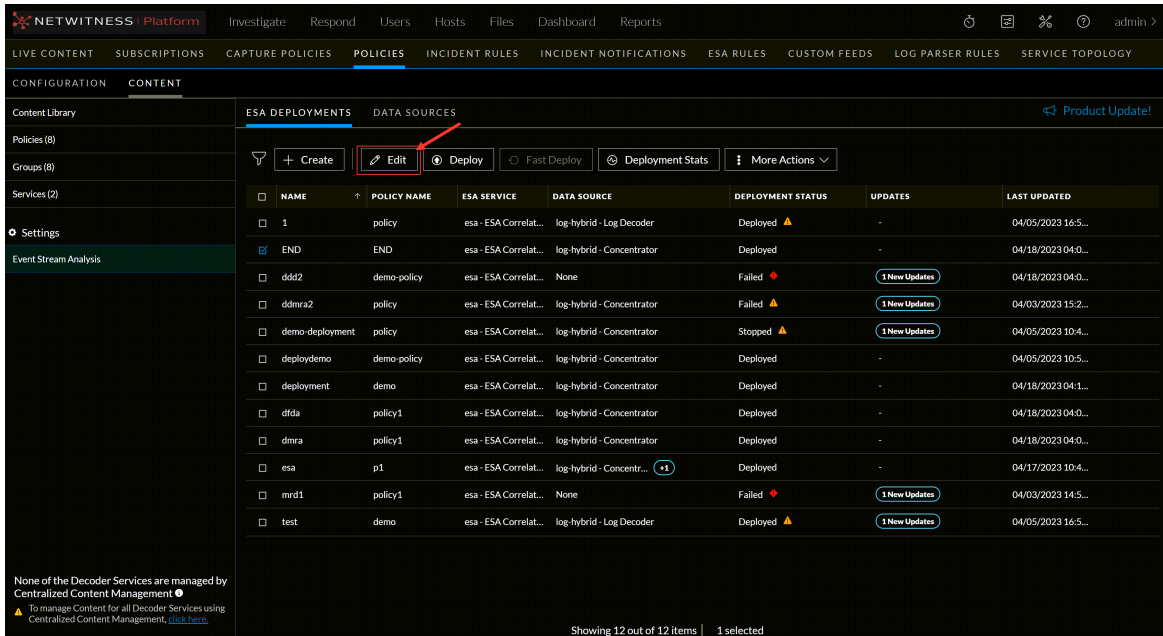 NETWITNESS Platform Investigate Respond Users Hosts Files Dashboard Reports admin >
LIVE CONTENT SUBSCRIPTIONS CAPTURE POLICIES POLICIES INCIDENT RULES INCIDENT NOTIFICATIONS ESA RULES CUSTOM FEEDS LOG PARSER RULES SERVICE TOPOLOGY
CONFIGURATION CONTENT
Content Library
Policies (8)
Groups (8)
Services (2)
Settings
Event Stream Analysis
ESA DEPLOYMENTS DATA SOURCES Product Update!
+ Create Edit Deploy Fast Deploy Deployment Stats More Actions
NAME ↑ POLICY NAME ESA SERVICE DATA SOURCE DEPLOYMENT STATUS UPDATES LAST UPDATED
1 policy esa - ESA Correlat... log-hybrid - Log Decoder Deployed - 04/05/2023 16:5...
END END esa - ESA Correlat... log-hybrid - Concentrator Deployed - 04/18/2023 04:0...
ddd2 demo-policy esa - ESA Correlat... None Failed 1 New Updates 04/18/2023 04:0...
ddmra2 policy esa - ESA Correlat... log-hybrid - Concentrator Failed 1 New Updates 04/03/2023 15:2...
demo-deployment policy esa - ESA Correlat... log-hybrid - Concentrator Stopped 1 New Updates 04/05/2023 10:4...
deploydemo demo-policy esa - ESA Correlat... log-hybrid - Concentrator Deployed - 04/05/2023 10:5...
deployment demo esa - ESA Correlat... log-hybrid - Concentrator Deployed - 04/18/2023 04:1...
dfda policy1 esa - ESA Correlat... log-hybrid - Concentrator Deployed - 04/18/2023 04:0...
dmra policy1 esa - ESA Correlat... log-hybrid - Concentrator Deployed - 04/18/2023 04:0...
esa p1 esa - ESA Correlat... log-hybrid - Concentr... +1 Deployed - 04/17/2023 10:4...
mrd1 policy1 esa - ESA Correlat... None Failed 1 New Updates 04/03/2023 14:5...
test demo esa - ESA Correlat... log-hybrid - Log Decoder Deployed 1 New Updates 04/05/2023 16:5...
None of the Decoder Services are managed by
Centralized Content Management
To manage Content for all Decoder Services using
Centralized Content Management, click here.
Showing 12 out of 12 items | 1 selected